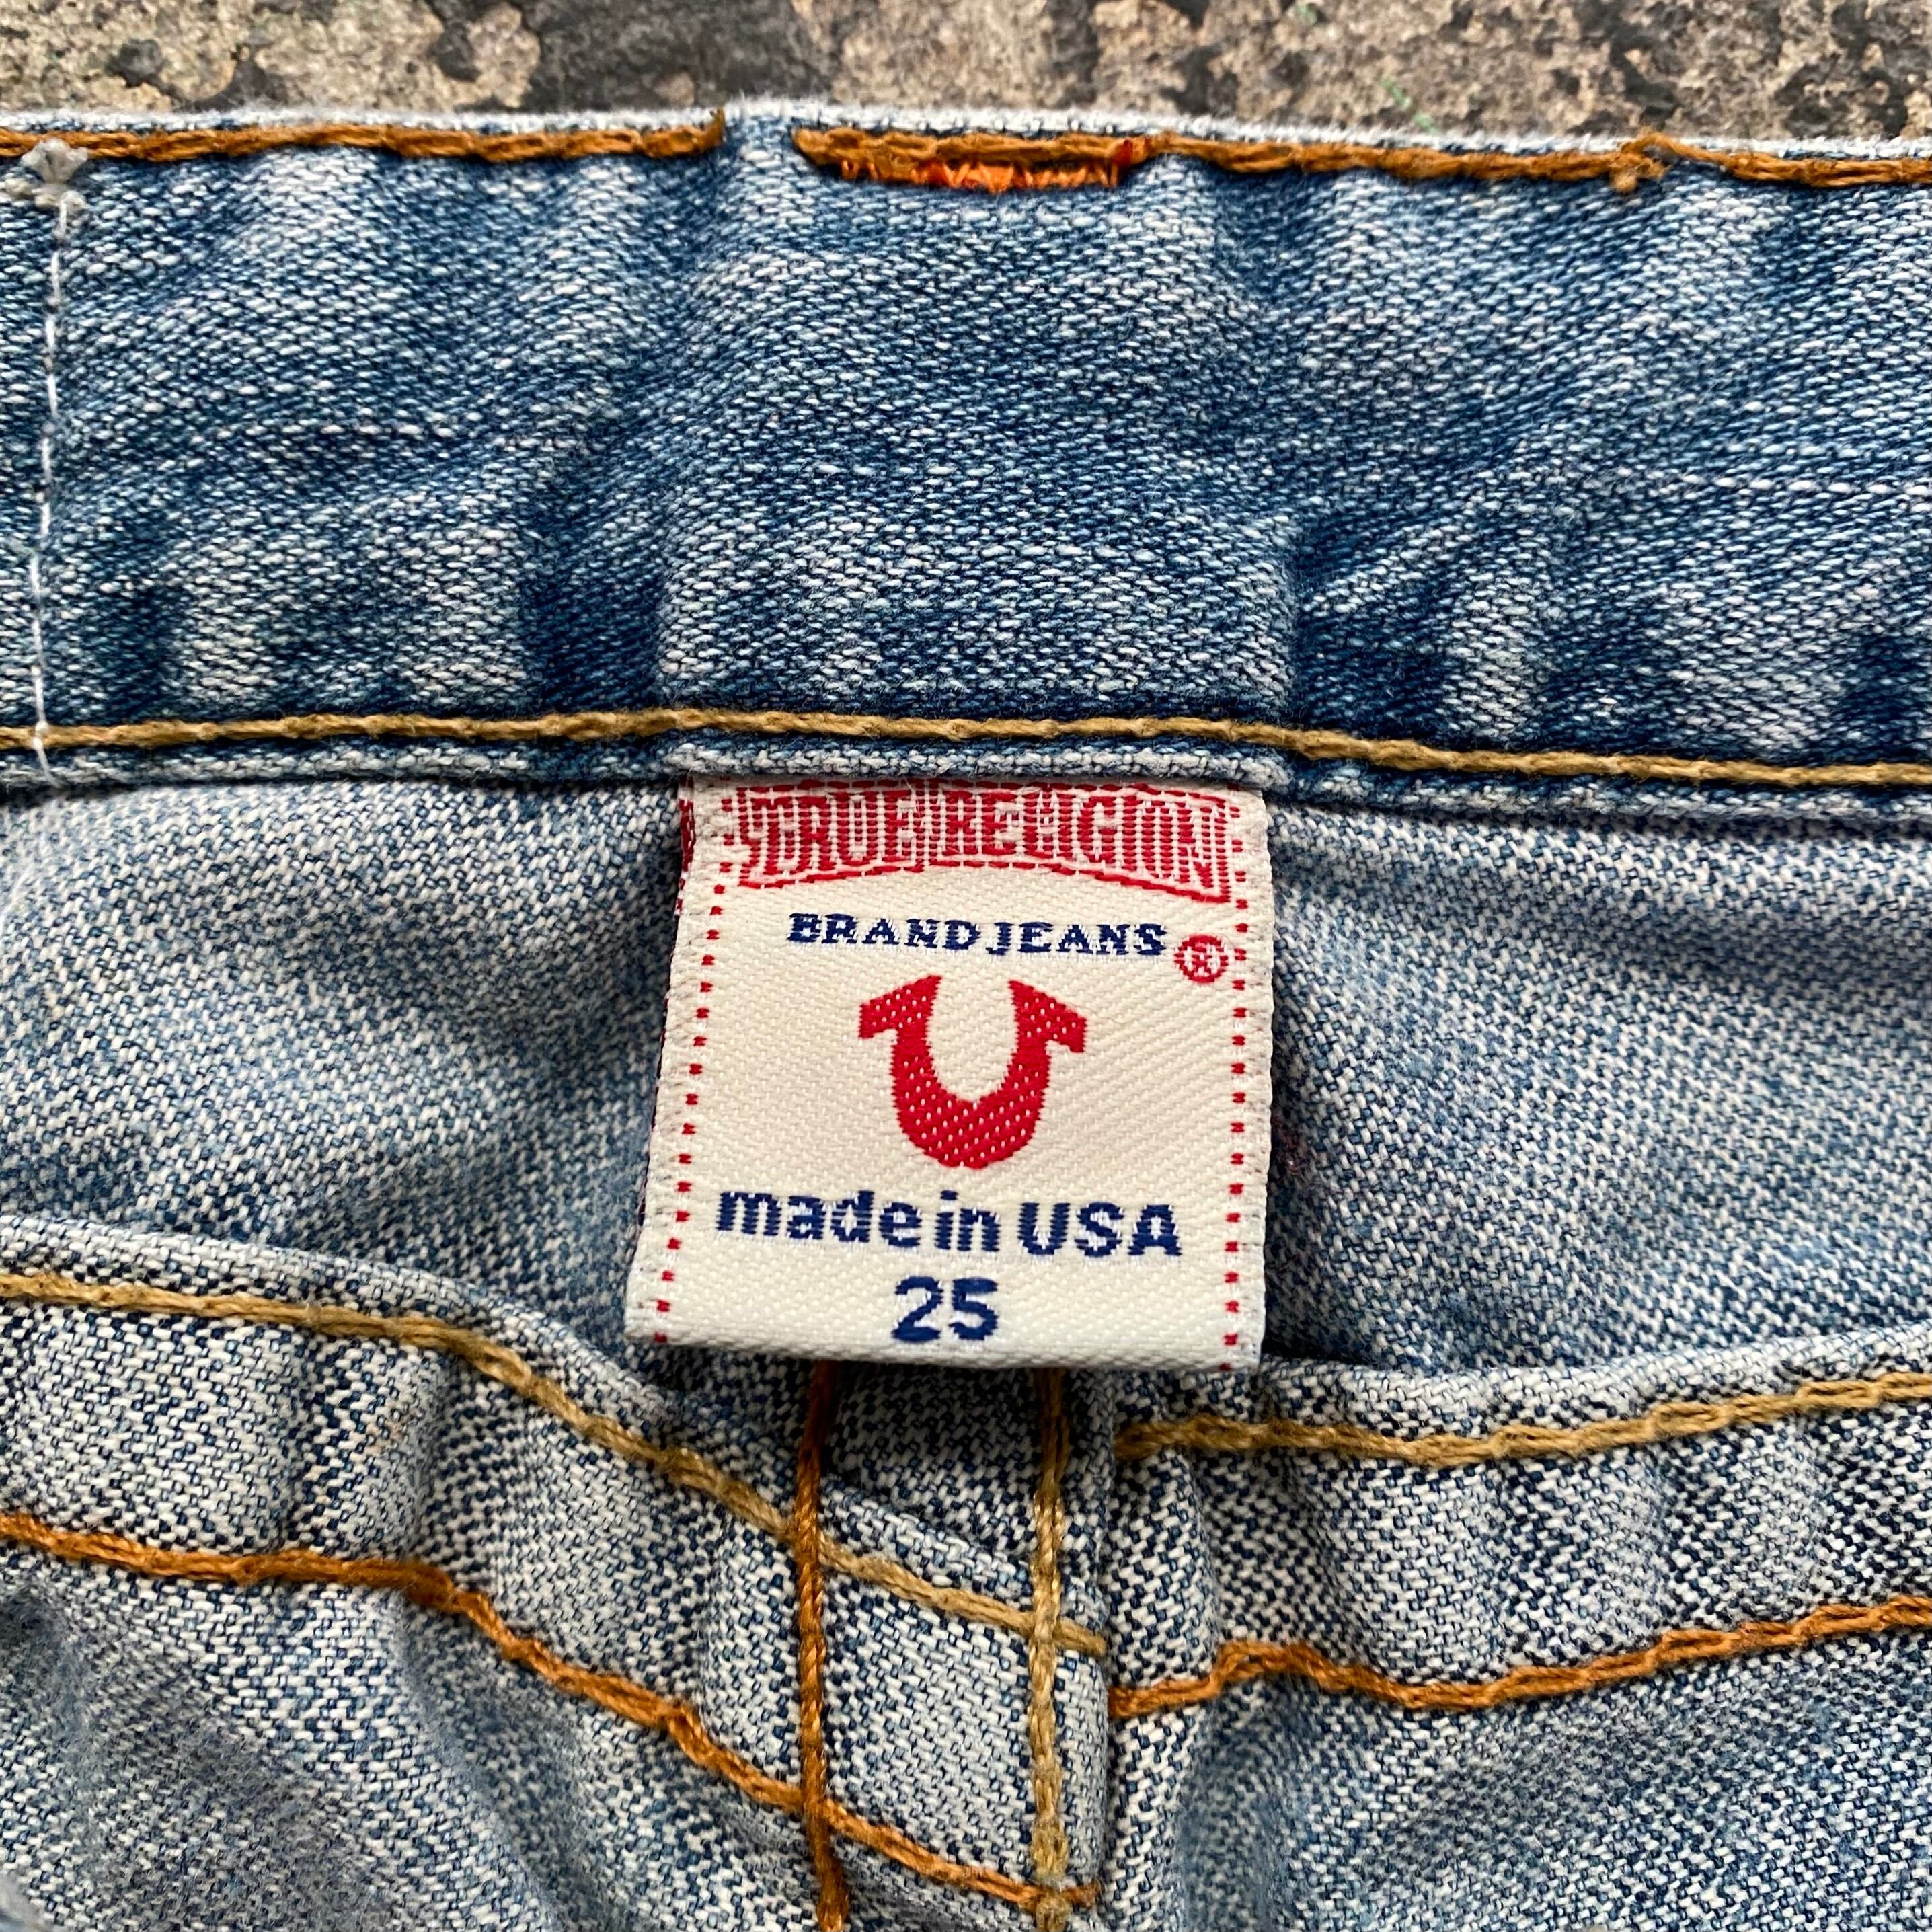 TRUE RELIGION
BRAND JEANS ®
made in USA
25